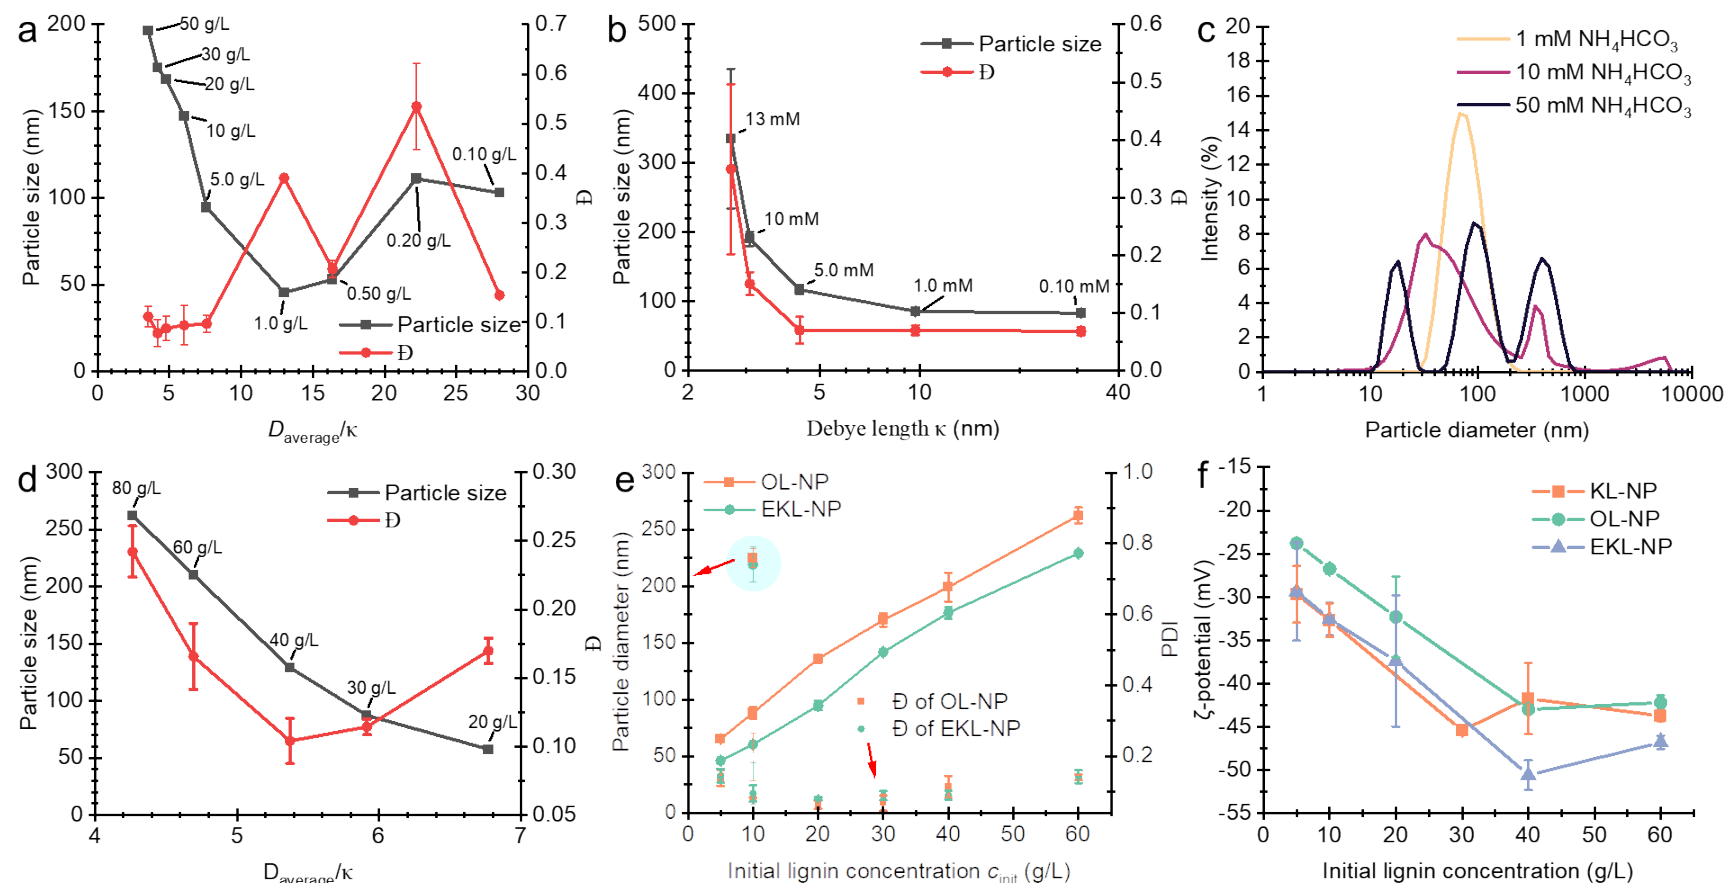 a
200
150
100
50
0
Particle size (nm)
0
5
10
15
20
25
30
D_average/κ
0.7
0.6
0.5
0.4
0.3
0.2
0.1
0.0
Đ
50 g/L
30 g/L
20 g/L
10 g/L
5.0 g/L
1.0 g/L
0.50 g/L
0.20 g/L
0.10 g/L
Particle size
Đ
b
500
400
300
200
100
0
Particle size (nm)
2
5
10
20
40
Debye length κ (nm)
0.6
0.5
0.4
0.3
0.2
0.1
0.0
Đ
Particle size
Đ
13 mM
10 mM
5.0 mM
1.0 mM
0.10 mM
c
20
18
16
14
12
10
8
6
4
2
0
Intensity (%)
1
10
100
1000
10000
Particle diameter (nm)
1 mM NH₄HCO₃
10 mM NH₄HCO₃
50 mM NH₄HCO₃
d
300
250
200
150
100
50
0
Particle size (nm)
4
5
6
7
D_average/κ
0.30
0.25
0.20
0.15
0.10
0.05
Đ
Particle size
Đ
80 g/L
60 g/L
40 g/L
30 g/L
20 g/L
e
300
250
200
150
100
50
0
Particle diameter (nm)
0
10
20
30
40
50
60
Initial lignin concentration c_init (g/L)
1.0
0.8
0.6
0.4
0.2
PDI
OL-NP
EKL-NP
Đ of OL-NP
Đ of EKL-NP
f
-15
-20
-25
-30
-35
-40
-45
-50
-55
ζ-potential (mV)
0
10
20
30
40
50
60
Initial lignin concentration (g/L)
KL-NP
OL-NP
EKL-NP